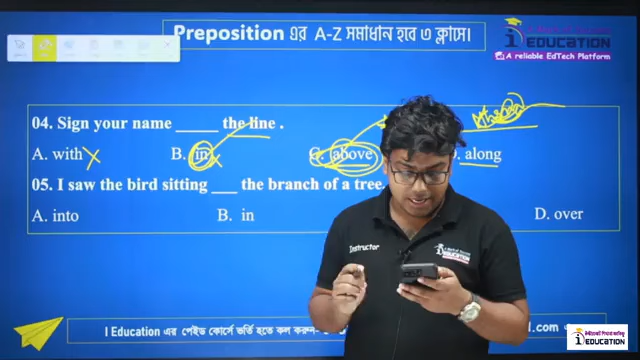 Preposition এর A-Z সমাধান হবে ৩ ক্লাসে।
EDUCATION
A reliable EdTech Platform
04. Sign your name _____ the line .
A. with B. in C. above D. along
05. I saw the bird sitting ___ the branch of a tree.
A. into B. in D. over
Instructor
EDUCATION
I Education এর পেইড কোর্সে ভর্তি হতে কল করুন-
EDUCATION